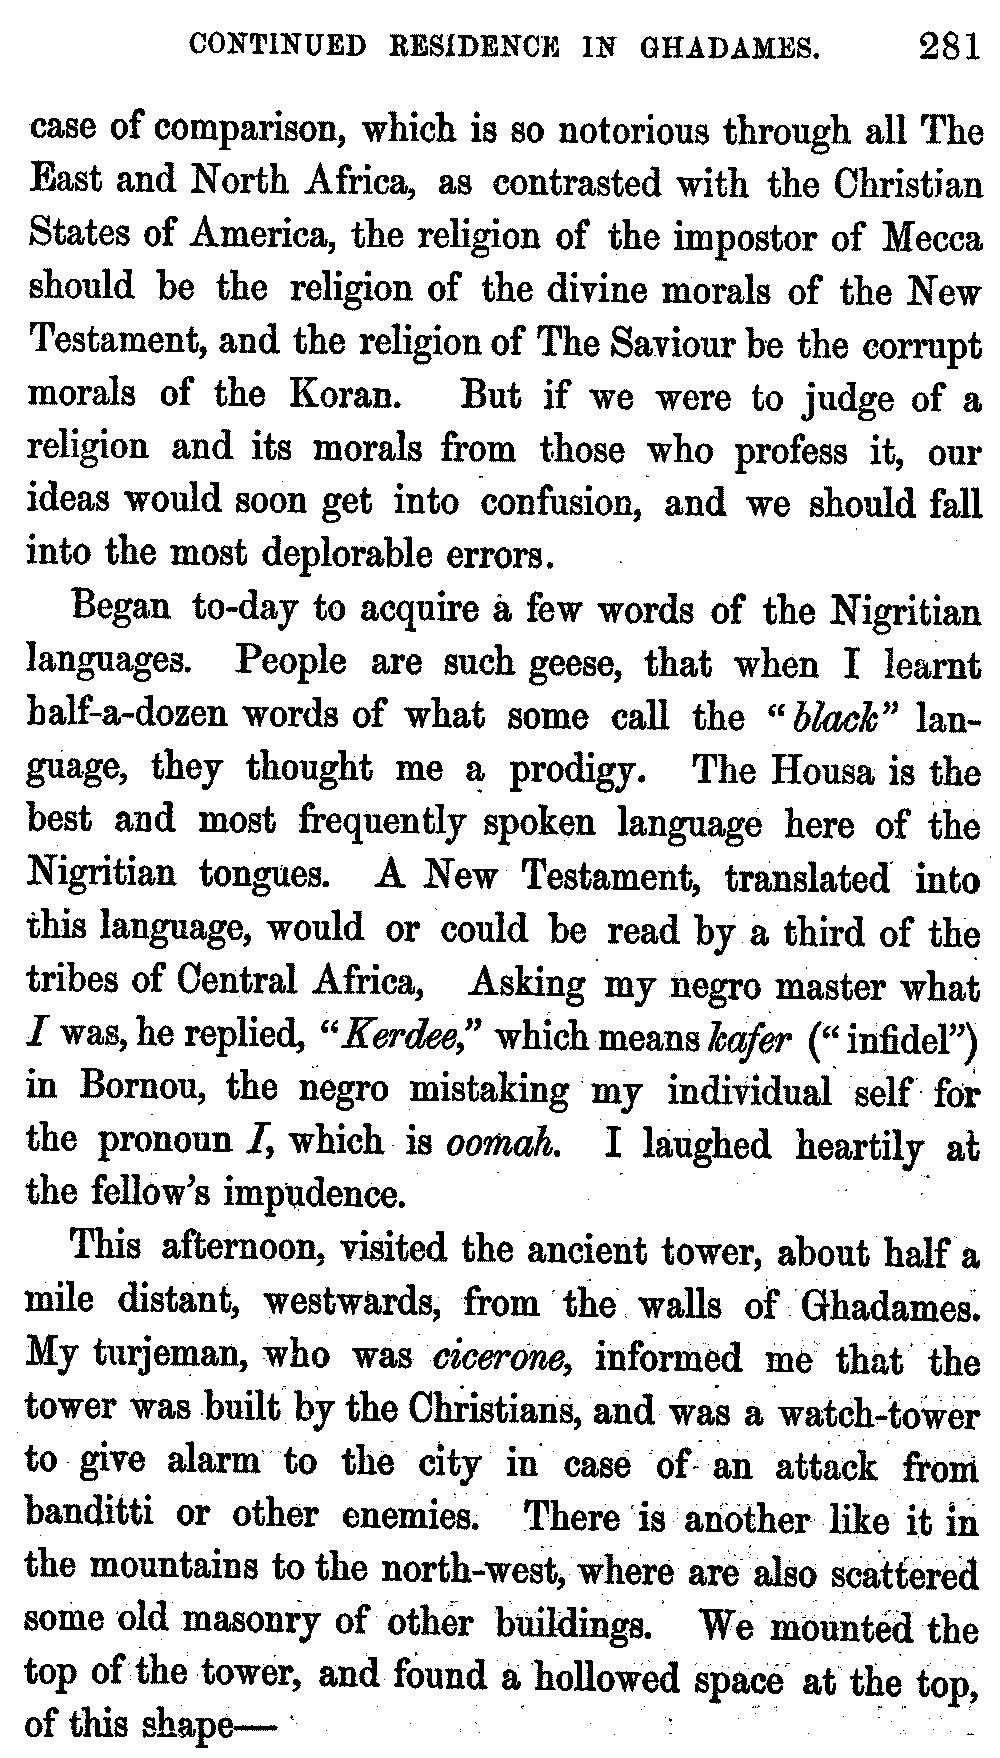 CONTINUED RESIDENCE IN GHADAMES. 281
case of comparison, which is so notorious through all The
East and North Africa, as contrasted with the Christian
States of America, the religion of the impostor of Mecca
should be the religion of the divine morals of the New
Testament, and the religion of The Saviour be the corrupt
morals of the Koran. But if we were to judge of a
religion and its morals from those who profess it, our
ideas would soon get into confusion, and we should fall
into the most deplorable errors.
Began to-day to acquire a few words of the Nigritian
languages. People are such geese, that when I learnt
half-a-dozen words of what some call the "black" lan-
guage, they thought me a prodigy. The Housa is the
best and most frequently spoken language here of the
Nigritian tongues. A New Testament, translated into
this language, would or could be read by a third of the
tribes of Central Africa, Asking my negro master what
I was, he replied, "Kerdee," which means kafer ("infidel")
in Bornou, the negro mistaking my individual self for
the pronoun I, which is oomah. I laughed heartily at
the fellow's impudence.
This afternoon, visited the ancient tower, about half a
mile distant, westwards, from the walls of Ghadames.
My turjeman, who was cicerone, informed me that the
tower was built by the Christians, and was a watch-tower
to give alarm to the city in case of an attack from
banditti or other enemies. There is another like it in
the mountains to the north-west, where are also scattered
some old masonry of other buildings. We mounted the
top of the tower, and found a hollowed space at the top,
of this shape—